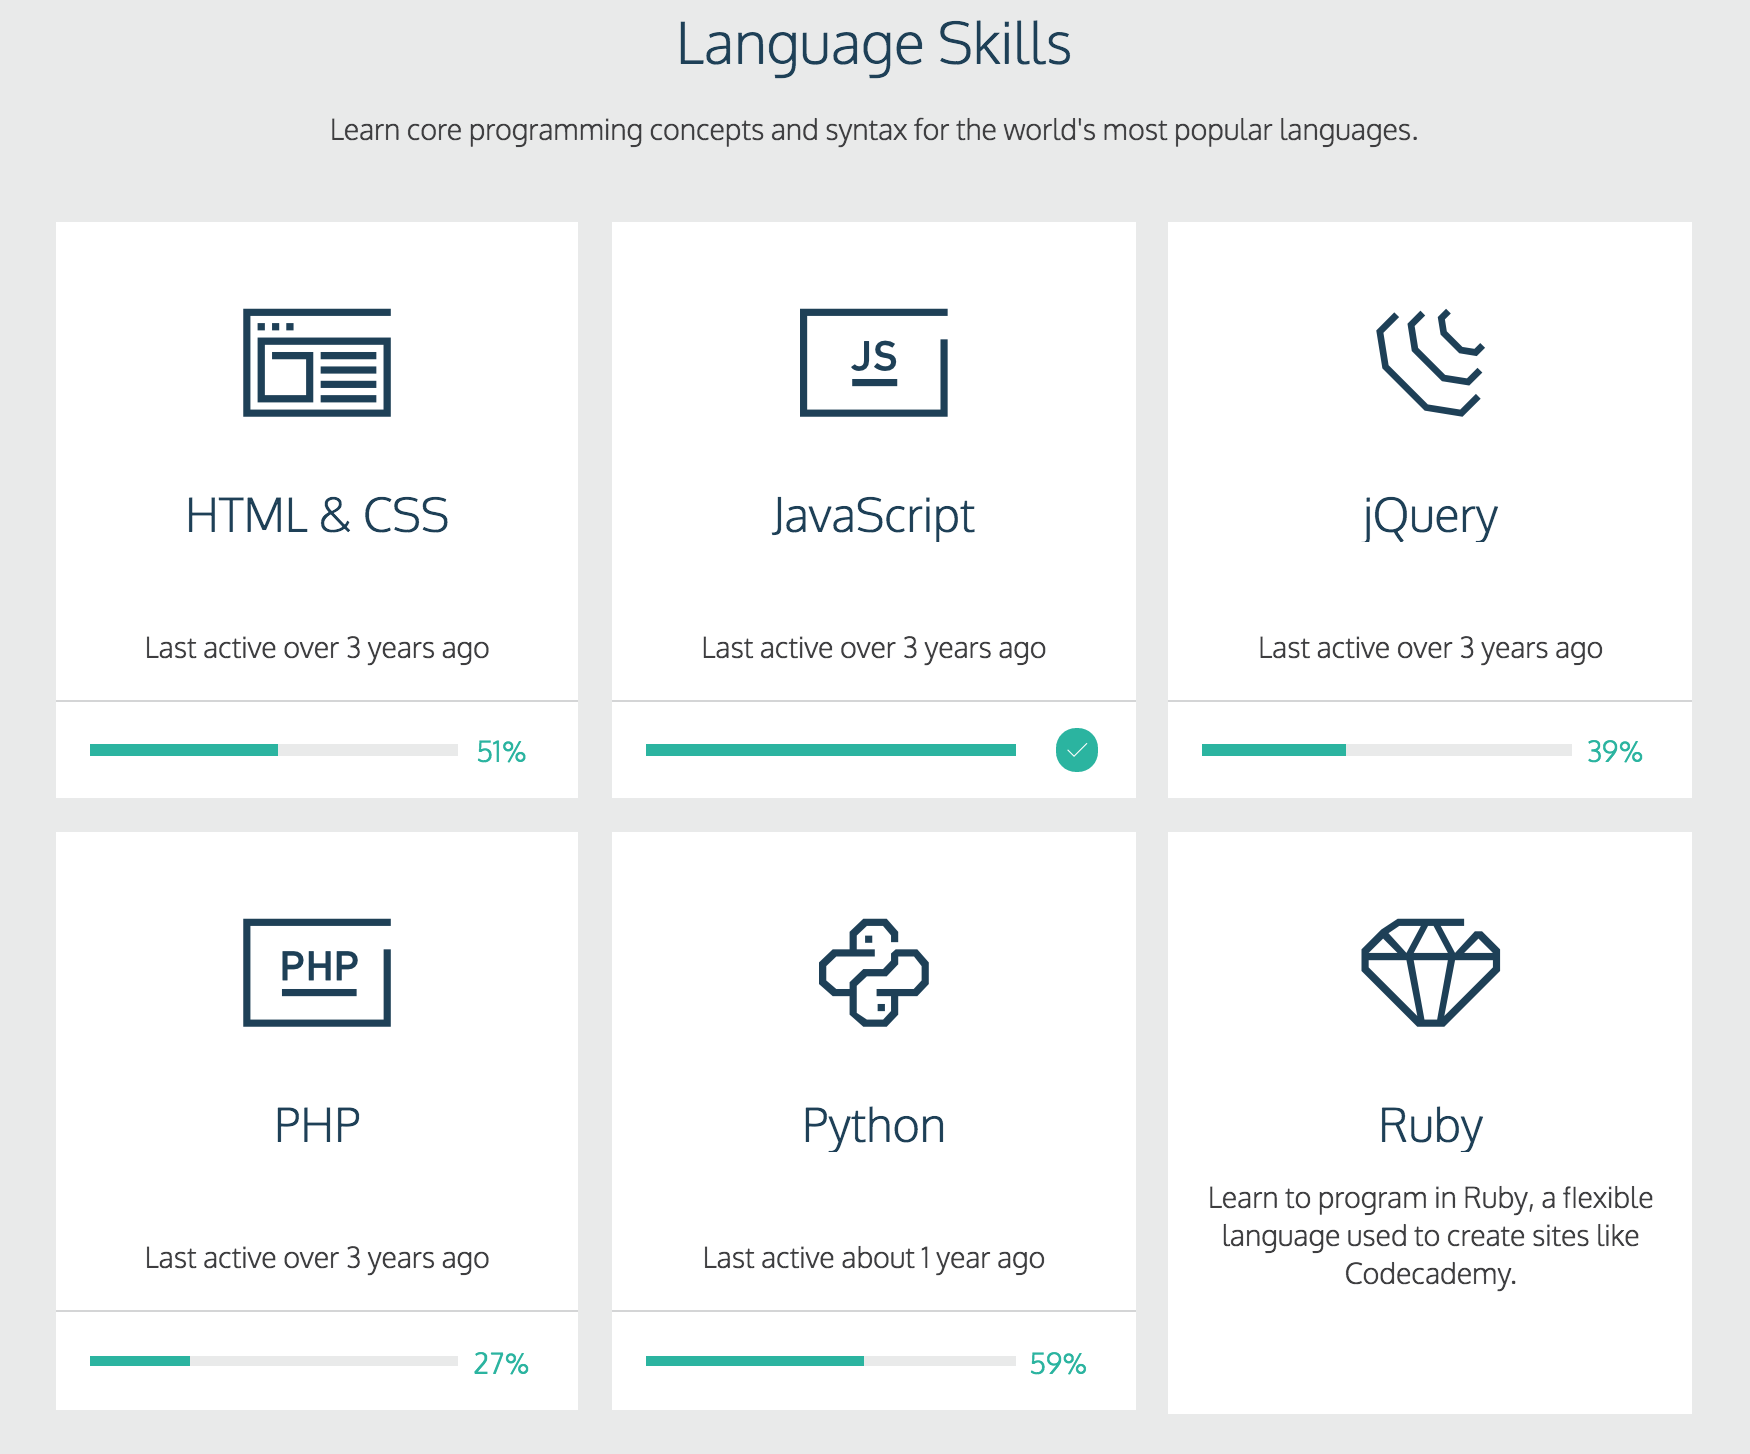 Language Skills
Learn core programming concepts and syntax for the world's most popular languages.
JS
HTML & CSS
JavaScript
jQuery
Last active over 3 years ago
Last active over 3 years ago
Last active over 3 years ago
51%
39%
PHP
PHP
Python
Ruby
Learn to program in Ruby, a flexible
language used to create sites like
Codecademy.
Last active over 3 years ago
Last active about 1 year ago
27%
59%